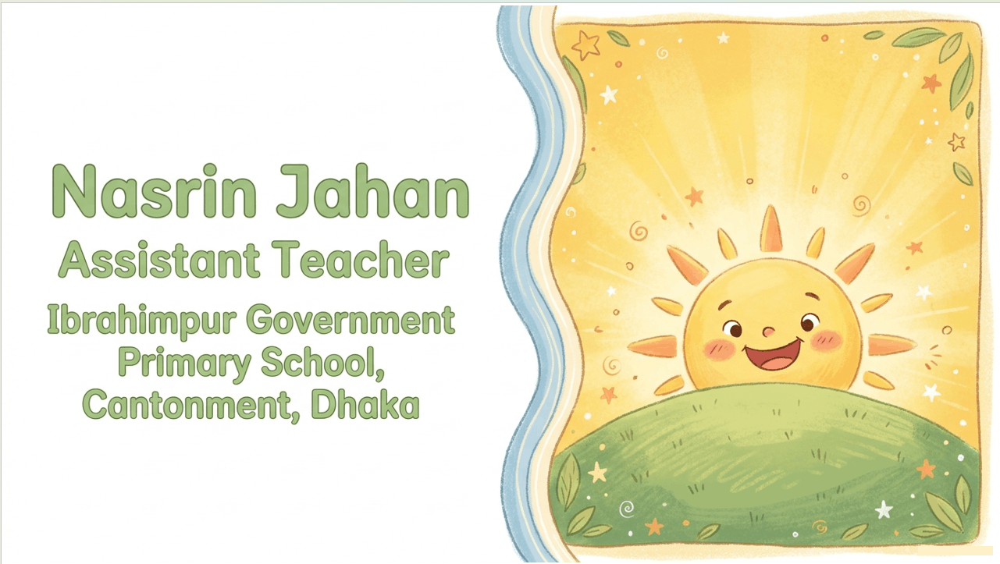 Nasrin Jahan
Assistant Teacher
Ibrahimpur Government
Primary School,
Cantonment, Dhaka